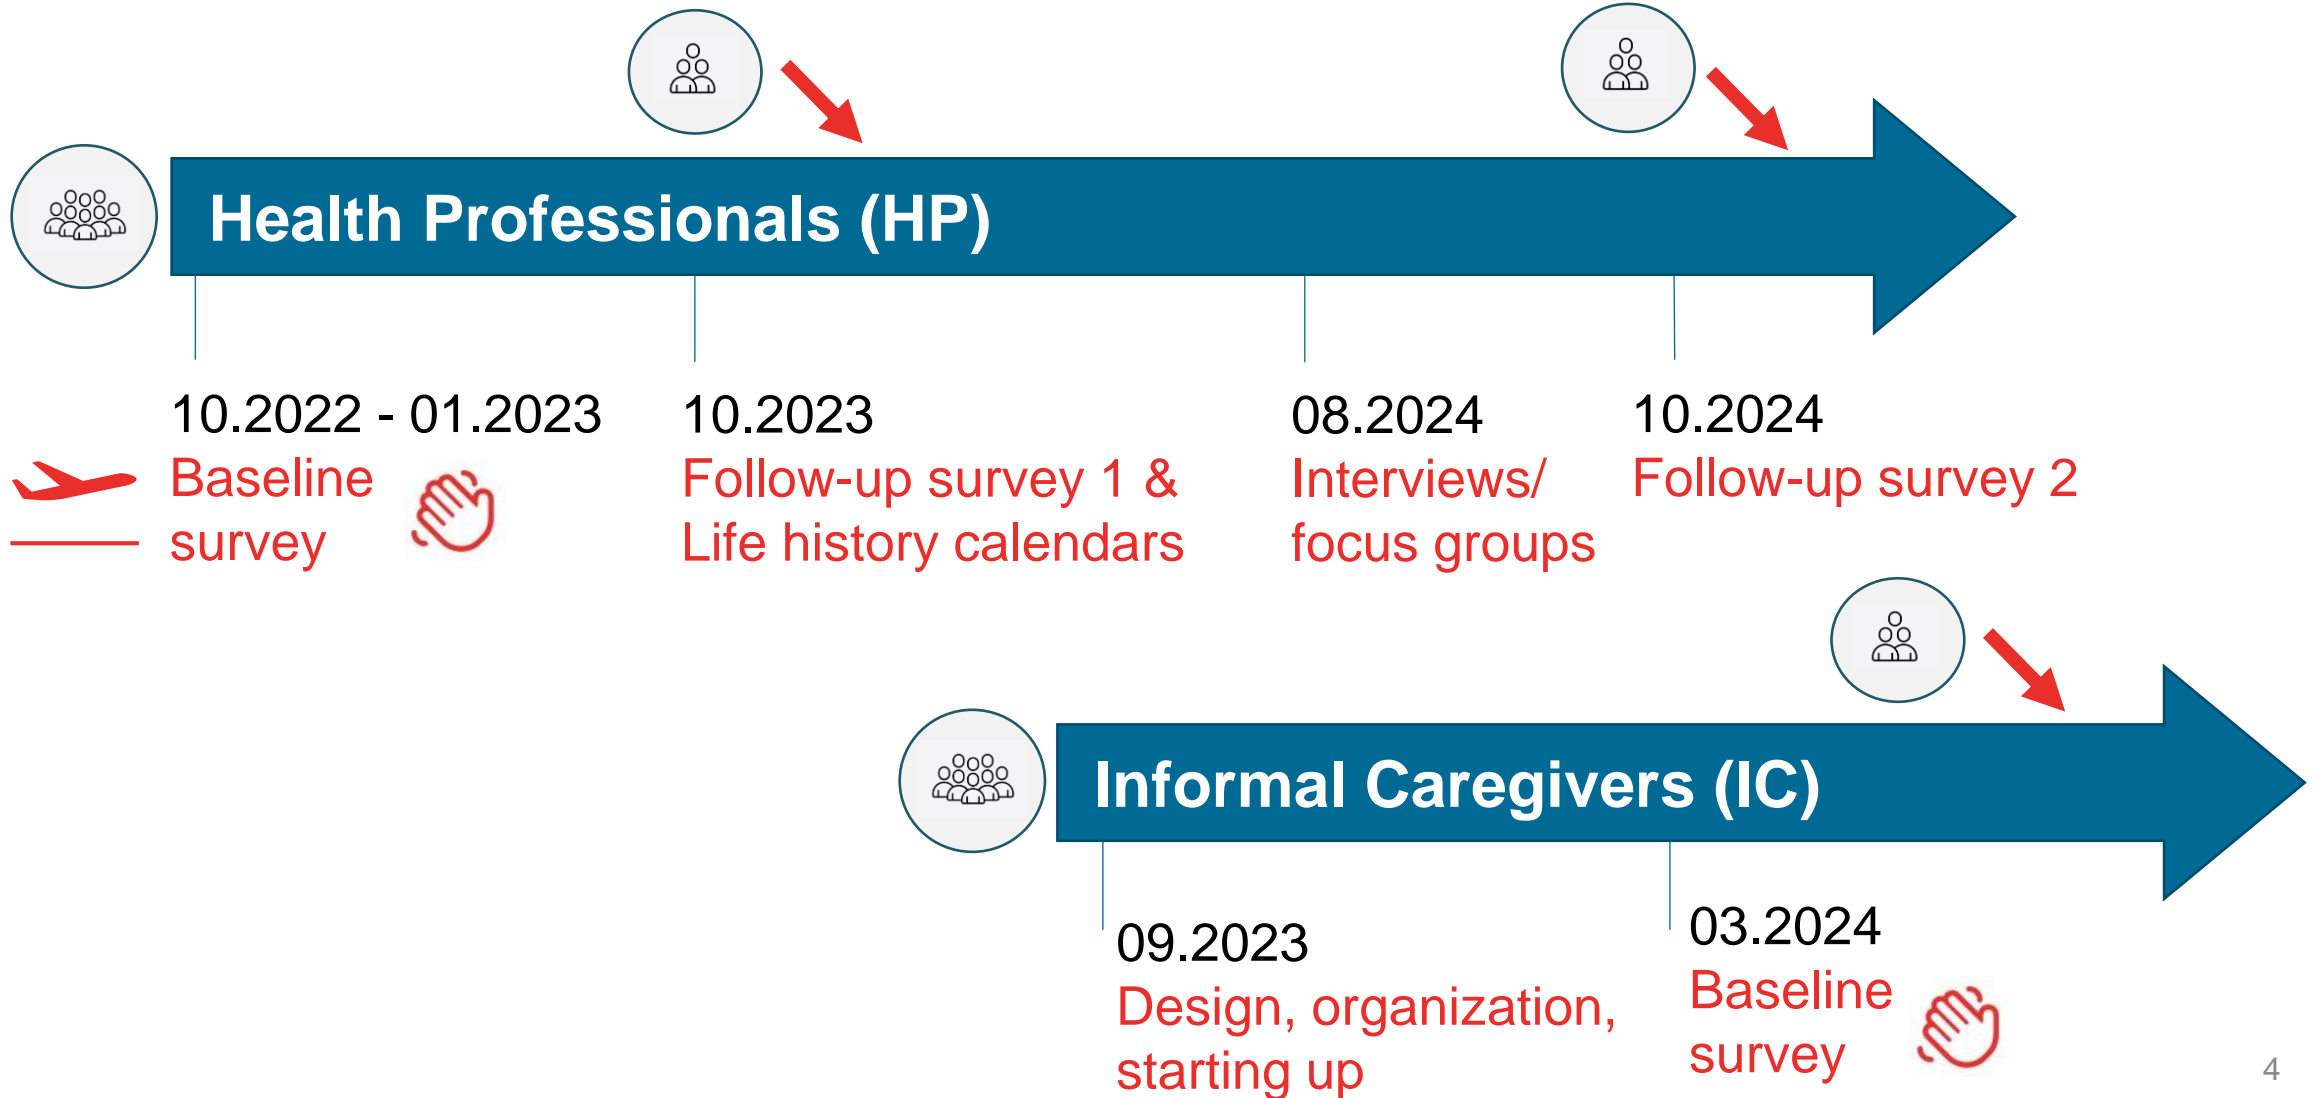 Health Professionals (HP)
10.2022 - 01.2023
Baseline
survey
10.2023
Follow-up survey 1 &
Life history calendars
08.2024
Interviews/
focus groups
10.2024
Follow-up survey 2
Informal Caregivers (IC)
09.2023
Design, organization,
starting up
03.2024
Baseline
survey
4